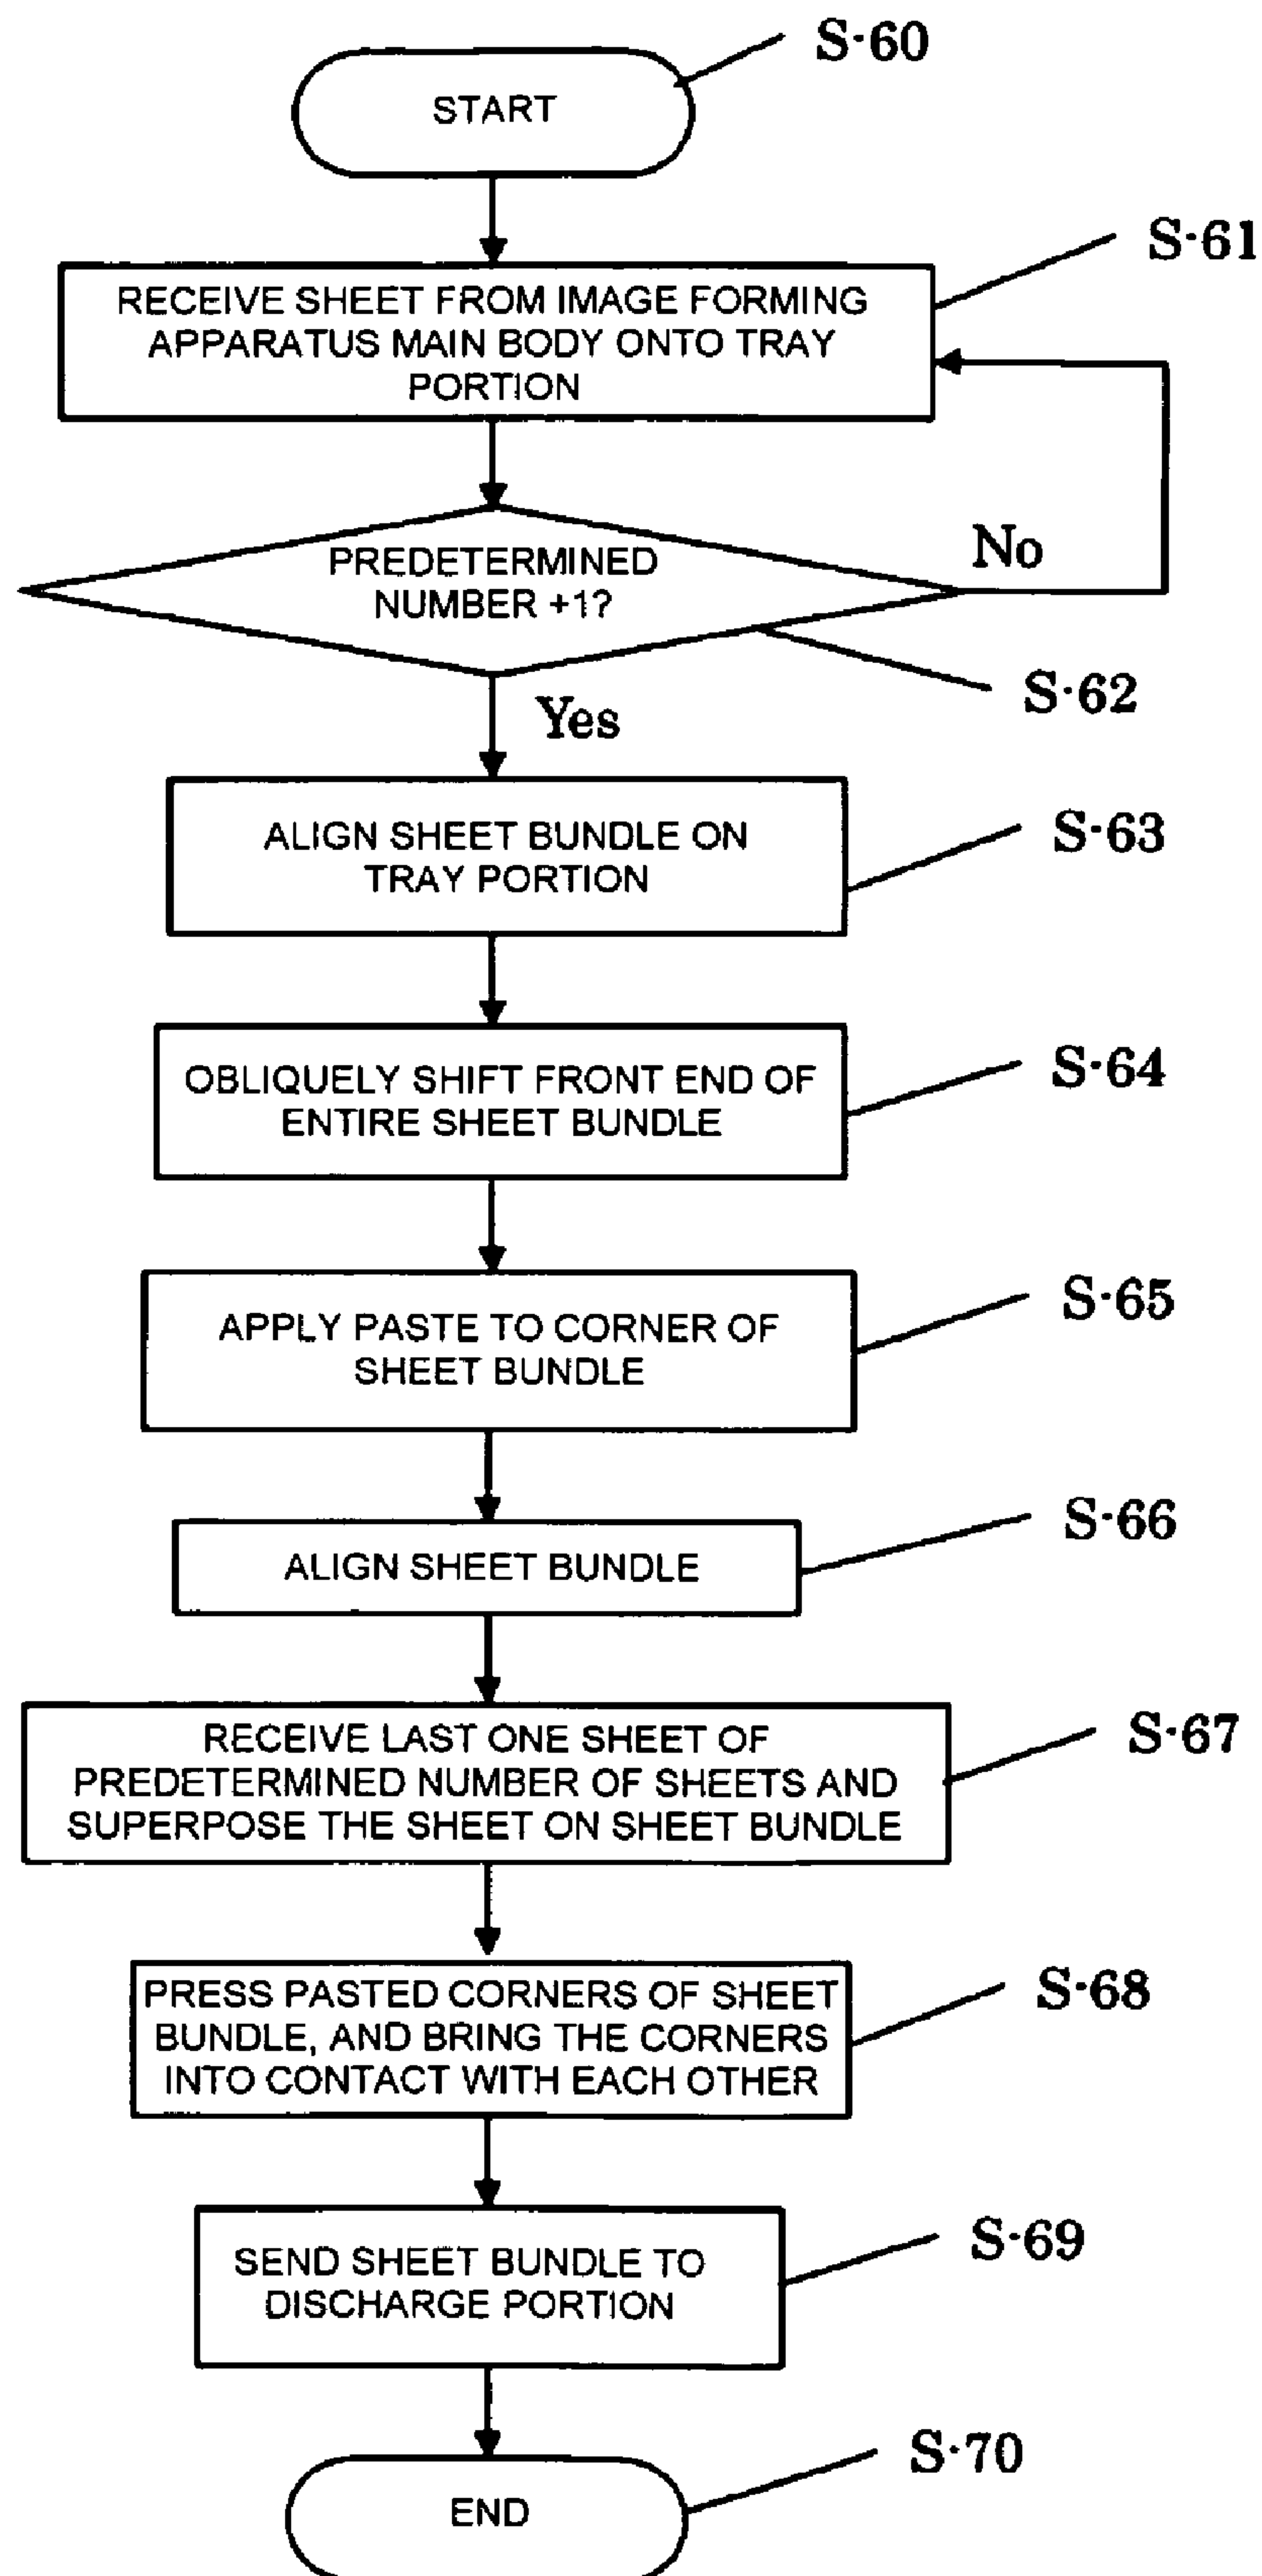 START
S-60
RECEIVE SHEET FROM IMAGE FORMING
APPARATUS MAIN BODY ONTO TRAY
PORTION
S-61
PREDETERMINED
NUMBER +1?
No
S-62
Yes
ALIGN SHEET BUNDLE ON
TRAY PORTION
S-63
OBLIQUELY SHIFT FRONT END OF
ENTIRE SHEET BUNDLE
S-64
APPLY PASTE TO CORNER OF
SHEET BUNDLE
S-65
ALIGN SHEET BUNDLE
S-66
RECEIVE LAST ONE SHEET OF
PREDETERMINED NUMBER OF SHEETS AND
SUPERPOSE THE SHEET ON SHEET BUNDLE
S-67
PRESS PASTED CORNERS OF SHEET
BUNDLE, AND BRING THE CORNERS
INTO CONTACT WITH EACH OTHER
S-68
SEND SHEET BUNDLE TO
DISCHARGE PORTION
S-69
END
S-70